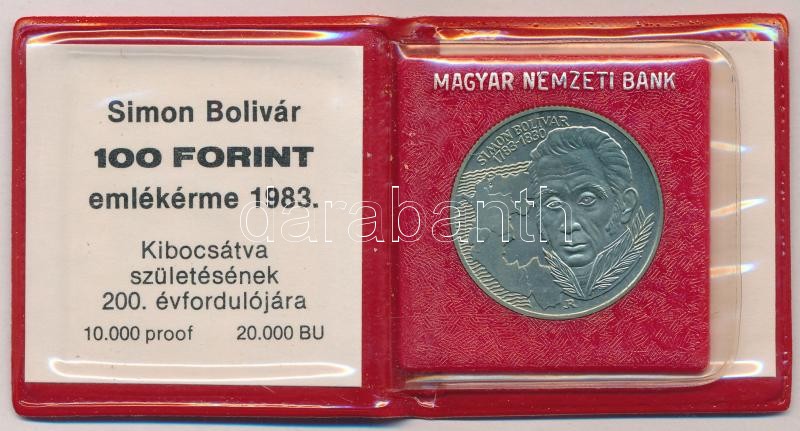 Simon Bolivár
100 FORINT
emlékérme 1983.
Kibocsátva
születésének
200. évfordulójára
10.000 proof 20.000 BU
MAGYAR NEMZETI BANK
SIMON BOLIVAR
1783-1830
R
darabanth